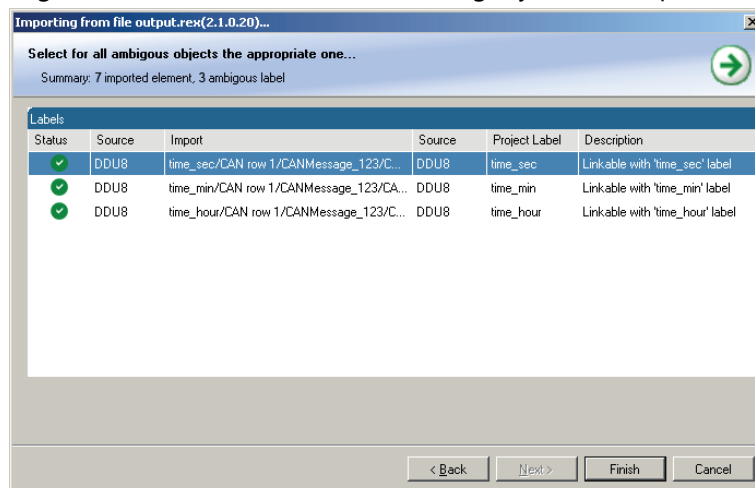 Importing from file output.rex(2.1.0.20)...
Select for all ambigous objects the appropriate one...
Summary: 7 imported element, 3 ambigous label
Labels
Status Source Import Source Project Label Description
DDU8 time_sec/CAN row 1/CANMessage_123/C... DDU8 time_sec Linkable with 'time_sec' label
DDU8 time_min/CAN row 1/CANMessage_123/CA... DDU8 time_min Linkable with 'time_min' label
DDU8 time_hour/CAN row 1/CANMessage_123/C... DDU8 time_hour Linkable with 'time_hour' label
< Back Next > Finish Cancel